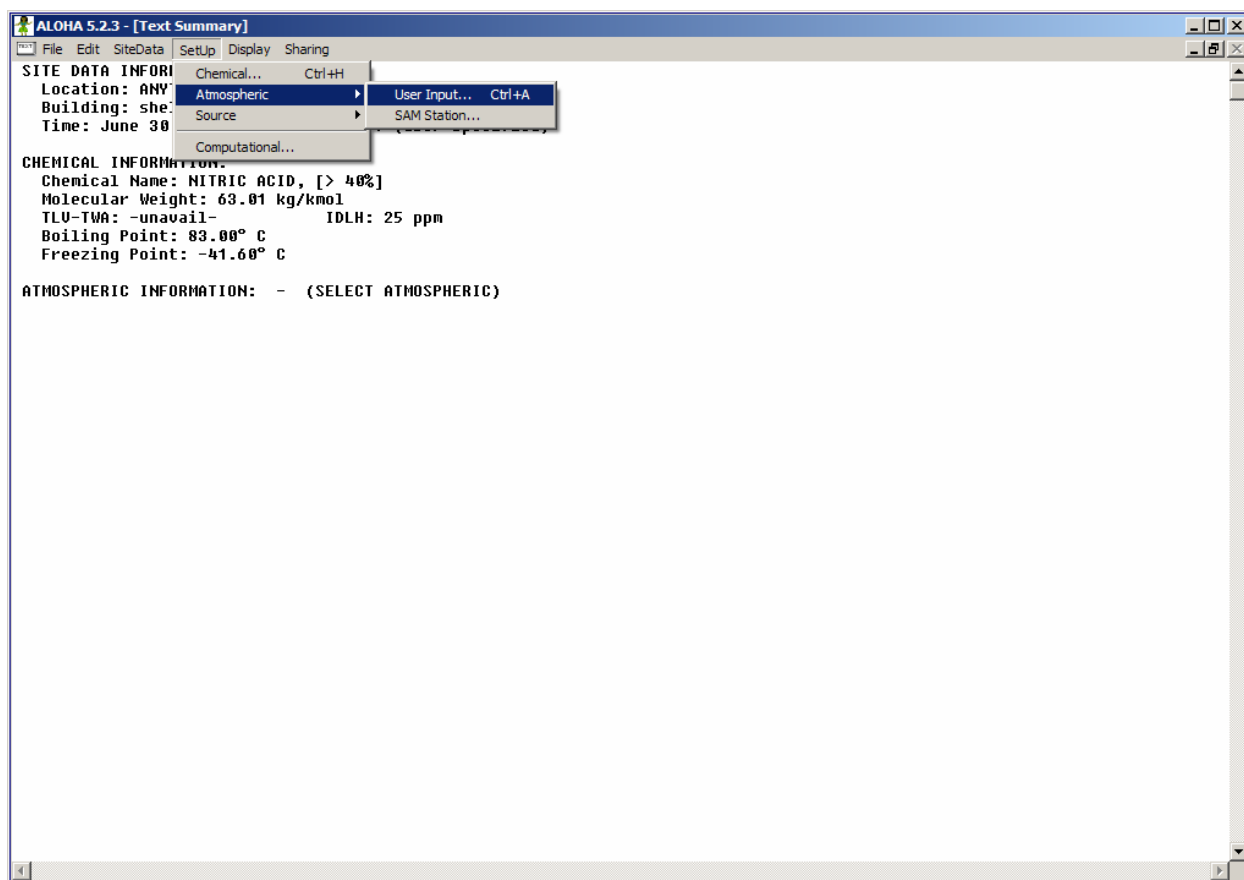 ALOHA 5.2.3 - [Text Summary]
File Edit SiteData SetUp Display Sharing
SITE DATA INFOR
Chemical... Ctrl+H
Location: ANY
Atmospheric
User Input... Ctrl+A
Building: she
Source
SAM Station...
Time: June 30
Computational...
CHEMICAL INFORMATION:
Chemical Name: NITRIC ACID, [> 40%]
Molecular Weight: 63.01 kg/kmol
TLV-TWA: -unavail- IDLH: 25 ppm
Boiling Point: 83.00° C
Freezing Point: -41.60° C
ATMOSPHERIC INFORMATION: - (SELECT ATMOSPHERIC)